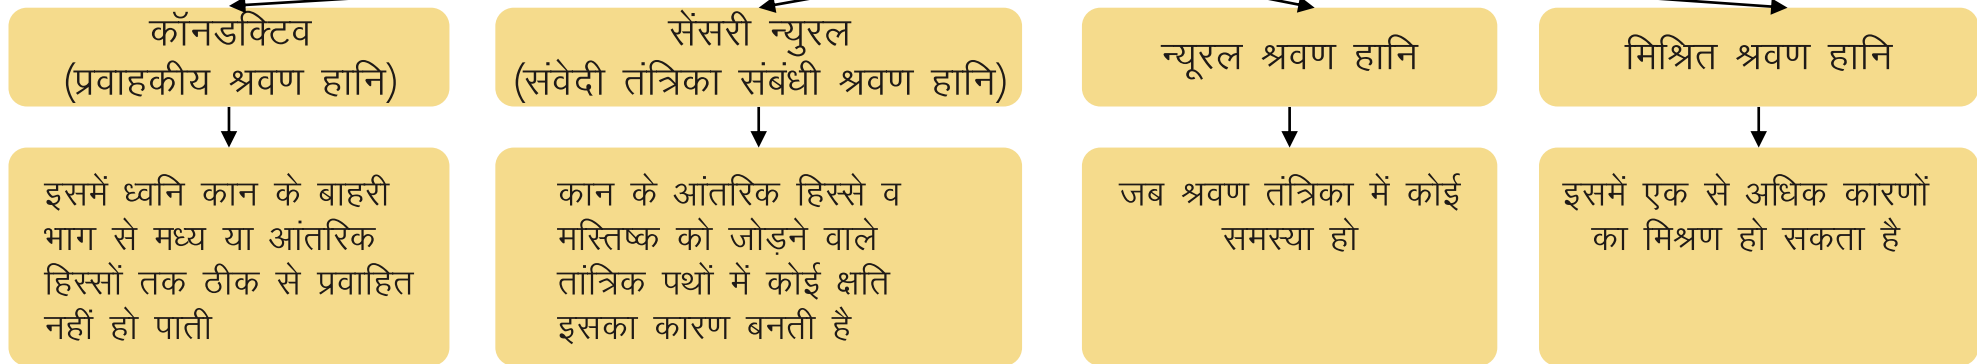 कॉनडक्टिव
(प्रवाहकीय श्रवण हानि)
सेंसरी न्युरल
(संवेदी तंत्रिका संबंधी श्रवण हानि)
न्यूरल श्रवण हानि
मिश्रित श्रवण हानि
इसमें ध्वनि कान के बाहरी
भाग से मध्य या आंतरिक
हिस्सों तक ठीक से प्रवाहित
नहीं हो पाती
कान के आंतरिक हिस्से व
मस्तिष्क को जोड़ने वाले
तांत्रिक पथों में कोई क्षति
इसका कारण बनती है
जब श्रवण तंत्रिका में कोई
समस्या हो
इसमें एक से अधिक कारणों
का मिश्रण हो सकता है